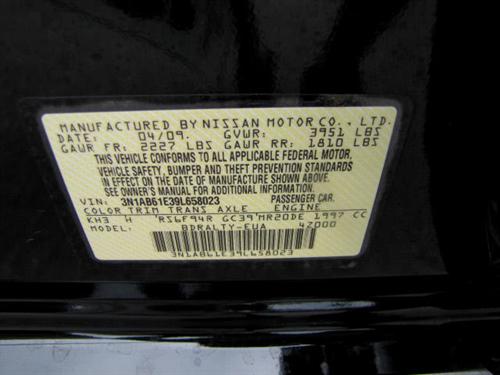 MANUFACTURED BY NISSAN MOTOR CO., LTD.
DATE: 04/09. GVWR: 3951 LBS
GAWR FR: 2227 LBS GAWR RR: 1810 LBS
THIS VEHICLE CONFORMS TO ALL APPLICABLE FEDERAL MOTOR
VEHICLE SAFETY, BUMPER AND THEFT PREVENTION STANDARDS
IN EFFECT ON THE DATE OF MANUFACTURE SHOWN ABOVE.
SEE OWNER'S MANUAL FOR ADDITIONAL INFORMATION.
VIN: 3N1AB61E39L658023 PASSENGER CAR.
COLOR TRIM TRANS AXLE ENGINE
KH3 H RI6F94R GC39 MR20DE 1997 CC
MODEL: BDRALTY-EUA 4Z000
3N1AB61E39L658023